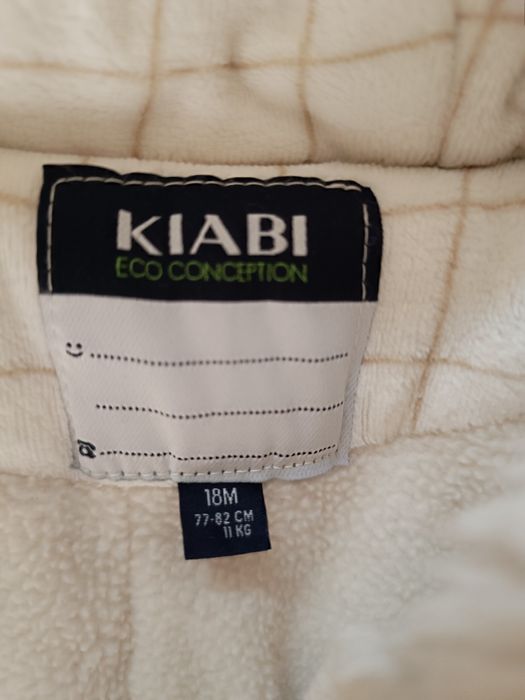 KIABI
ECO CONCEPTION
18M
77-82 CM
11 KG